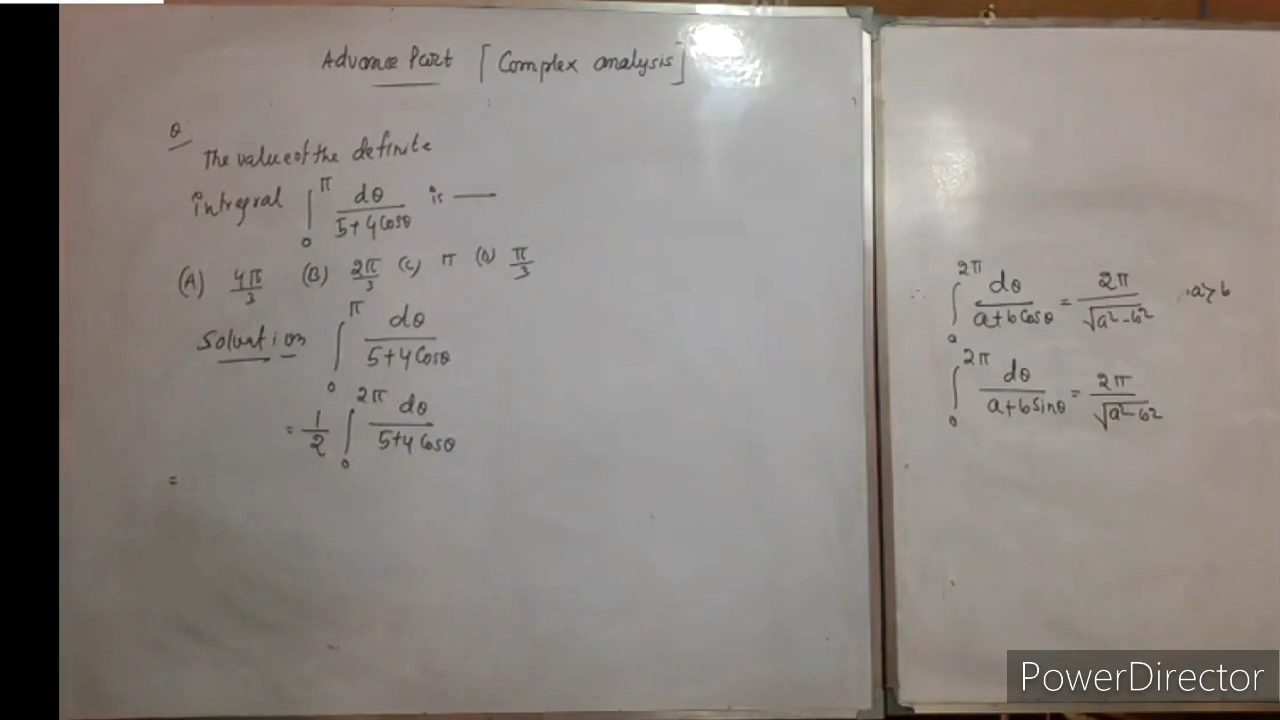 Advance Part [Complex analysis]
Q
The value of the definite
integral ∫₀^π dθ/(5+4Cosθ) is —
(A) 4π/3 (B) 2π/3 (C) π (D) π/3
Solution ∫₀^π dθ/(5+4Cosθ)
= 1/2 ∫₀^2π dθ/(5+4Cosθ)
=
∵ ∫₀^2π dθ/(a+bCosθ) = 2π/√(a²-b²) , a>b
∫₀^2π dθ/(a+bSinθ) = 2π/√(a²-b²)
PowerDirector